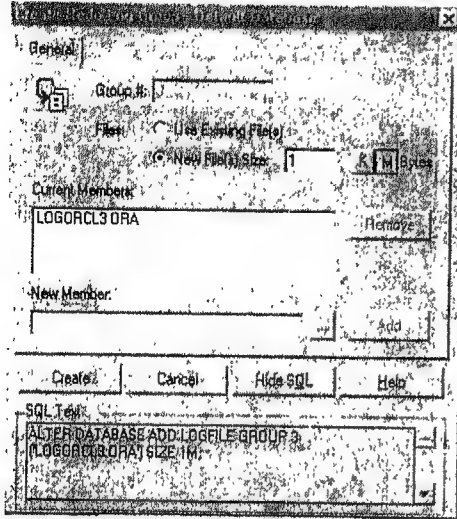 General
Group #:
Files: Use Existing File(s)
New File(s) Size: 1 K M Bytes
Current Members:
LOGORCL3.ORA
Remove
New Member:
Add
Create Cancel Hide SQL Help
SQL Text
ALTER DATABASE ADD LOGFILE GROUP 3
(LOGORCL3.ORA) SIZE 1M;